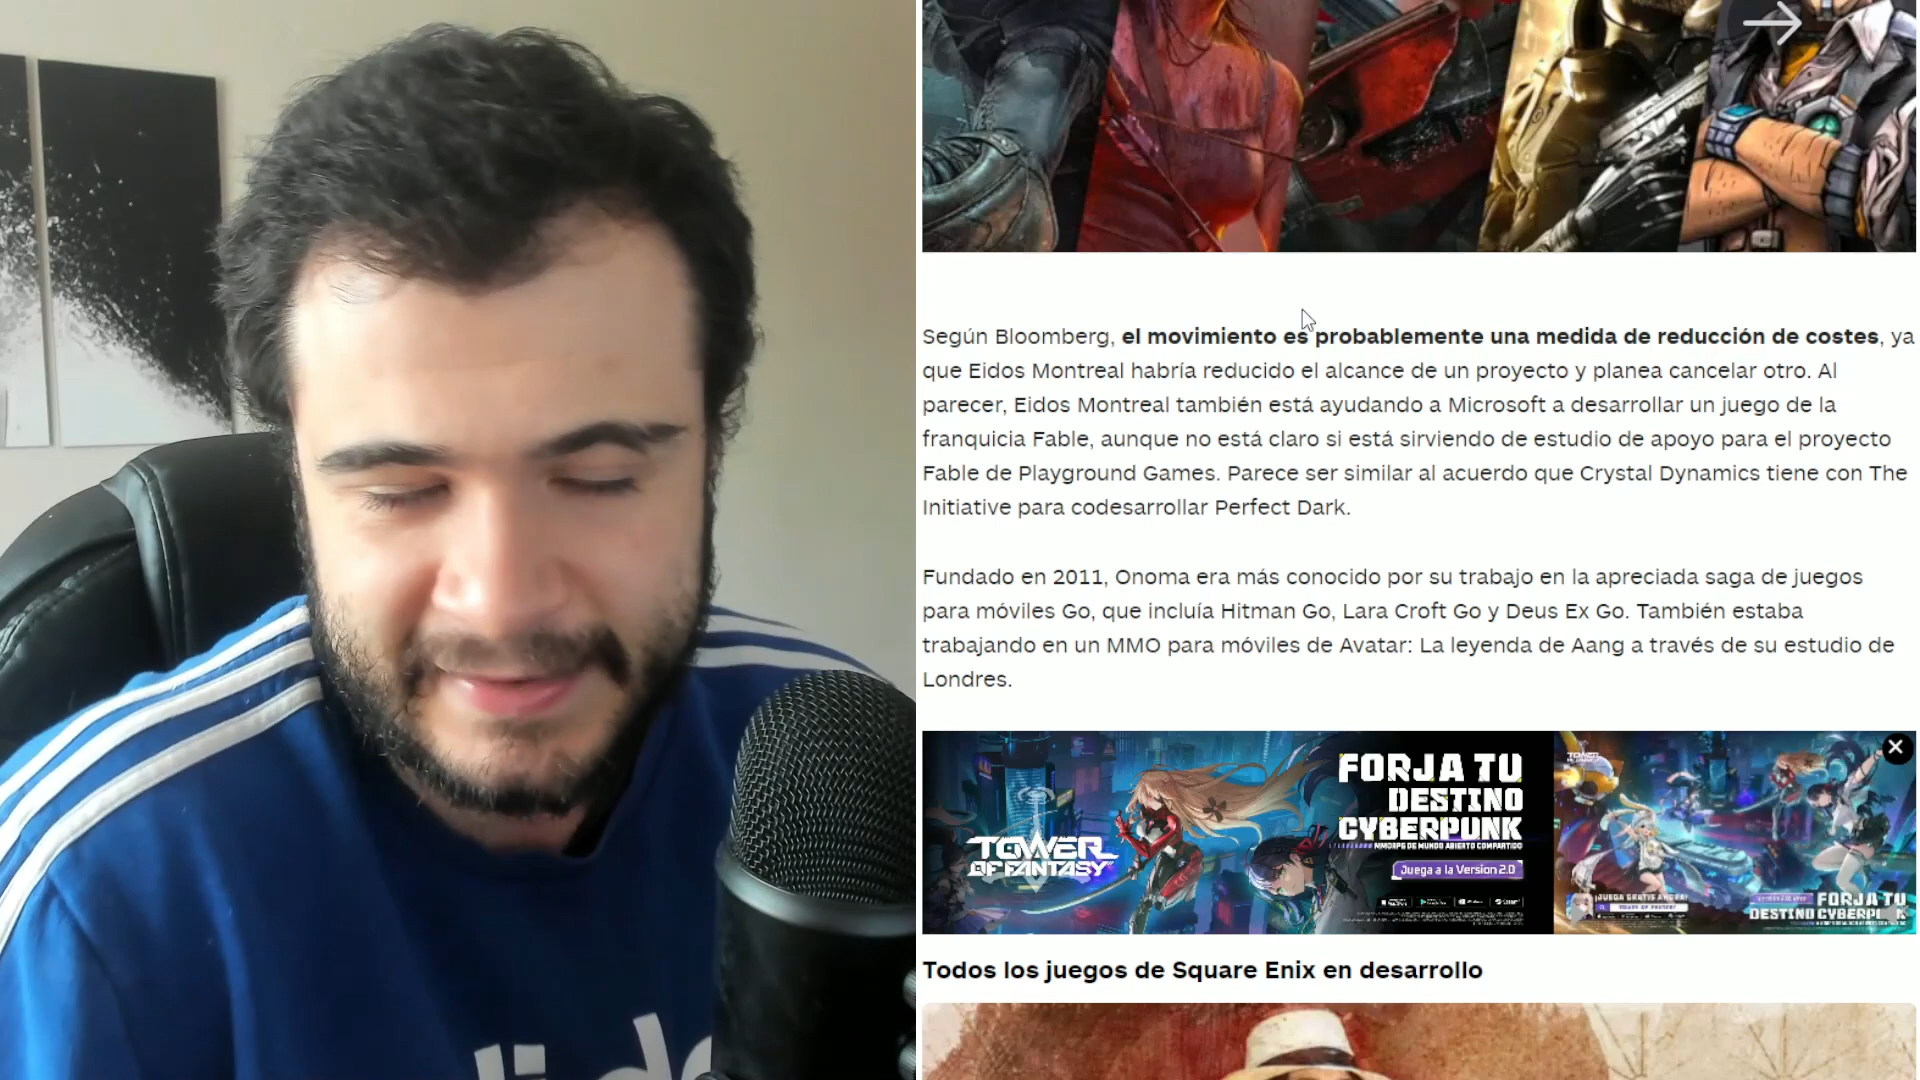 Según Bloomberg, el movimiento es probablemente una medida de reducción de costes, ya
que Eidos Montreal habría reducido el alcance de un proyecto y planea cancelar otro. Al
parecer, Eidos Montreal también está ayudando a Microsoft a desarrollar un juego de la
franquicia Fable, aunque no está claro si está sirviendo de estudio de apoyo para el proyecto
Fable de Playground Games. Parece ser similar al acuerdo que Crystal Dynamics tiene con The
Initiative para codesarrollar Perfect Dark.
Fundado en 2011, Onoma era más conocido por su trabajo en la apreciada saga de juegos
para móviles Go, que incluía Hitman Go, Lara Croft Go y Deus Ex Go. También estaba
trabajando en un MMO para móviles de Avatar: La leyenda de Aang a través de su estudio de
Londres.
TOWER
OF FANTASY
FORJA TU
DESTINO
CYBERPUNK
MMORPG DE MUNDO ABIERTO COMPARTIDO
Juega a la Version 2.0
¡JUEGA GRATIS AHORA!
FORJA TU
DESTINO
Todos los juegos de Square Enix en desarrollo